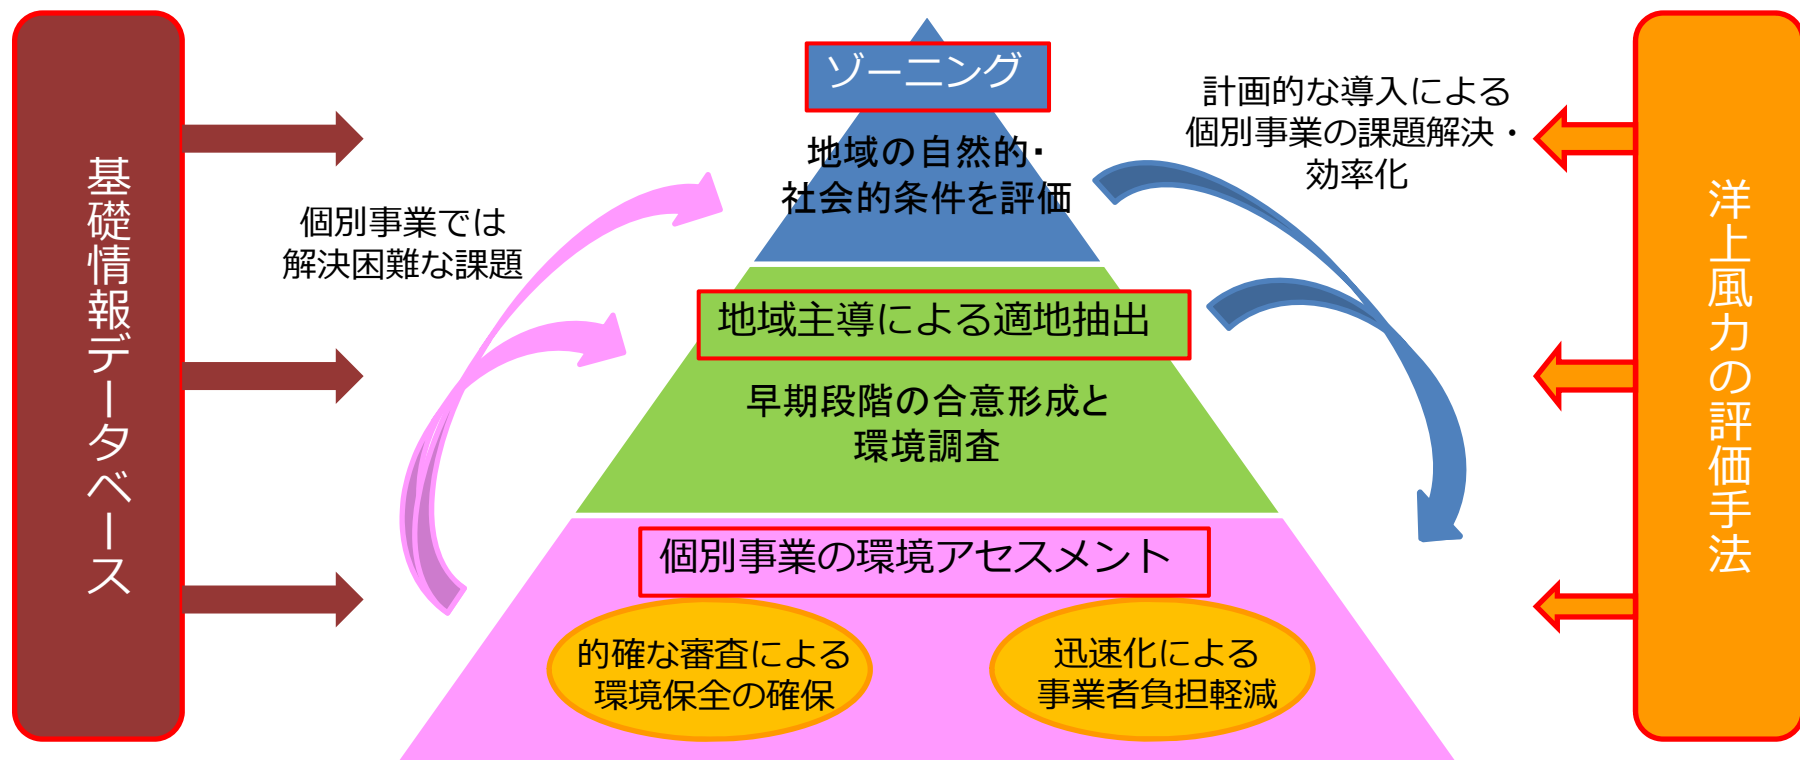 基礎情報データベース
個別事業では
解決困難な課題
ゾーニング
地域の自然的・
社会的条件を評価
地域主導による適地抽出
早期段階の合意形成と
環境調査
個別事業の環境アセスメント
的確な審査による
環境保全の確保
迅速化による
事業者負担軽減
計画的な導入による
個別事業の課題解決・
効率化
洋上風力の評価手法